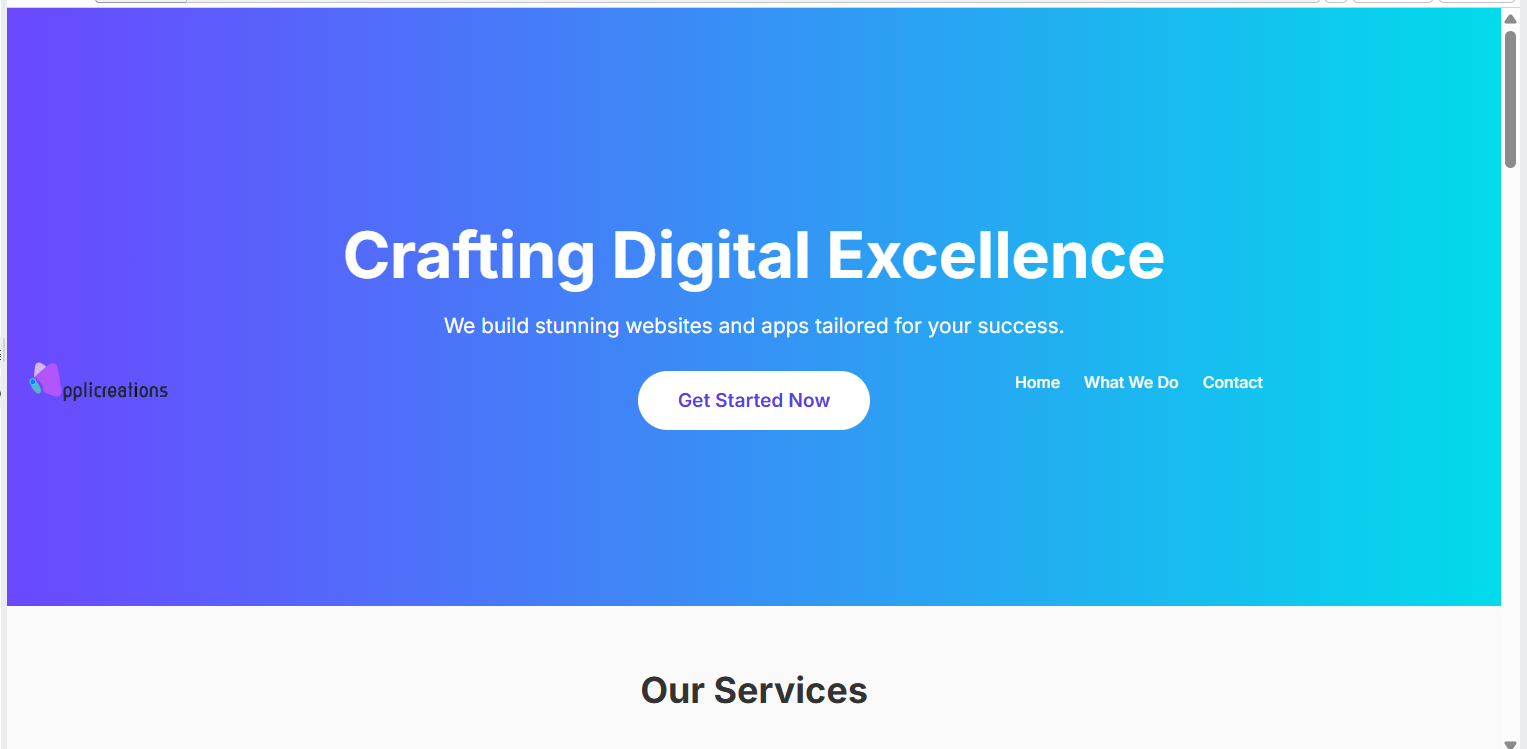 Crafting Digital Excellence
We build stunning websites and apps tailored for your success.
pplicreations
Get Started Now
Home
What We Do
Contact
Our Services